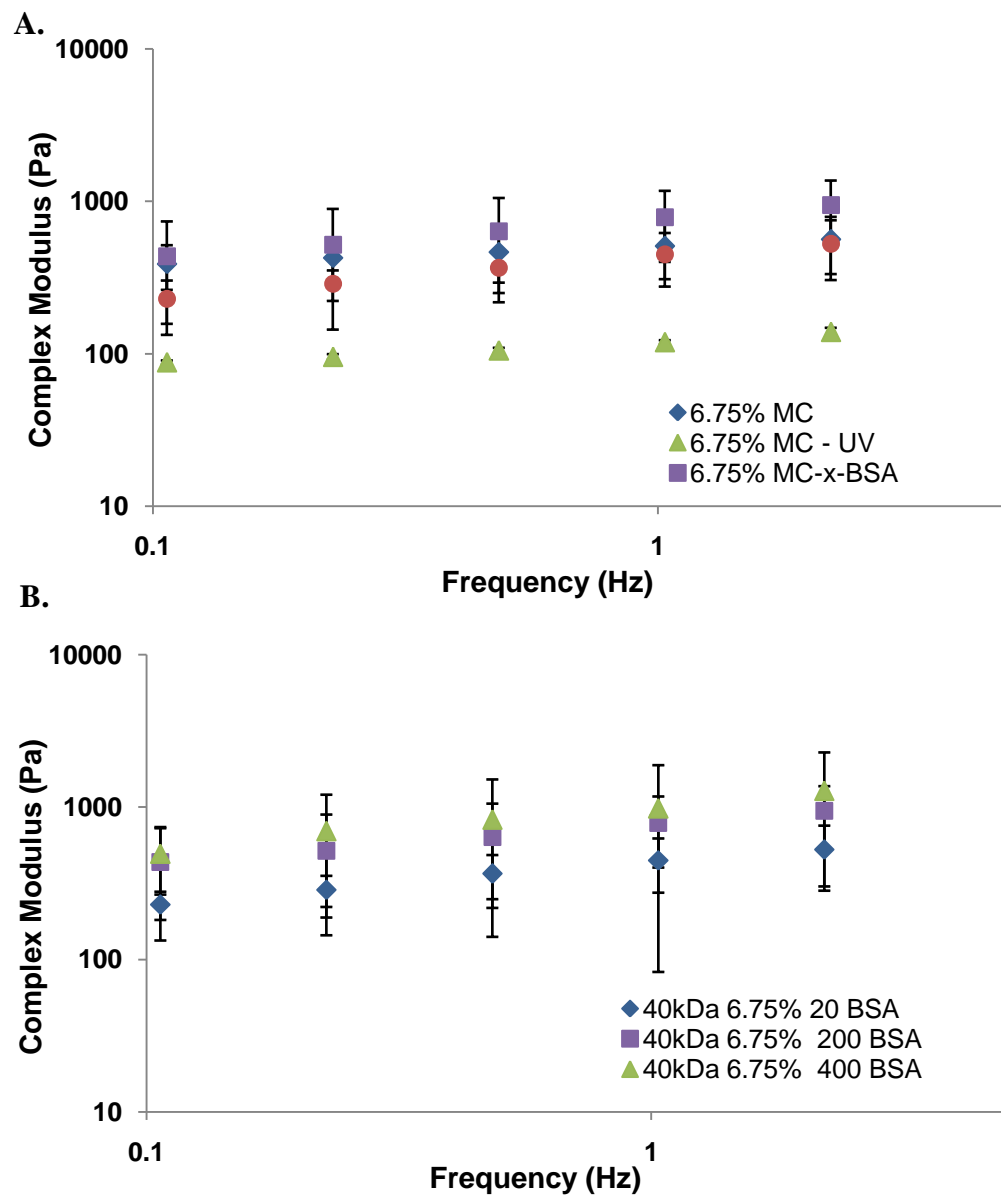 A.
10000
1000
100
10
0.1
1
Complex Modulus (Pa)
Frequency (Hz)
6.75% MC
6.75% MC - UV
6.75% MC-x-BSA
B.
10000
1000
100
10
0.1
1
Complex Modulus (Pa)
Frequency (Hz)
40kDa 6.75% 20 BSA
40kDa 6.75%  200 BSA
40kDa 6.75%  400 BSA